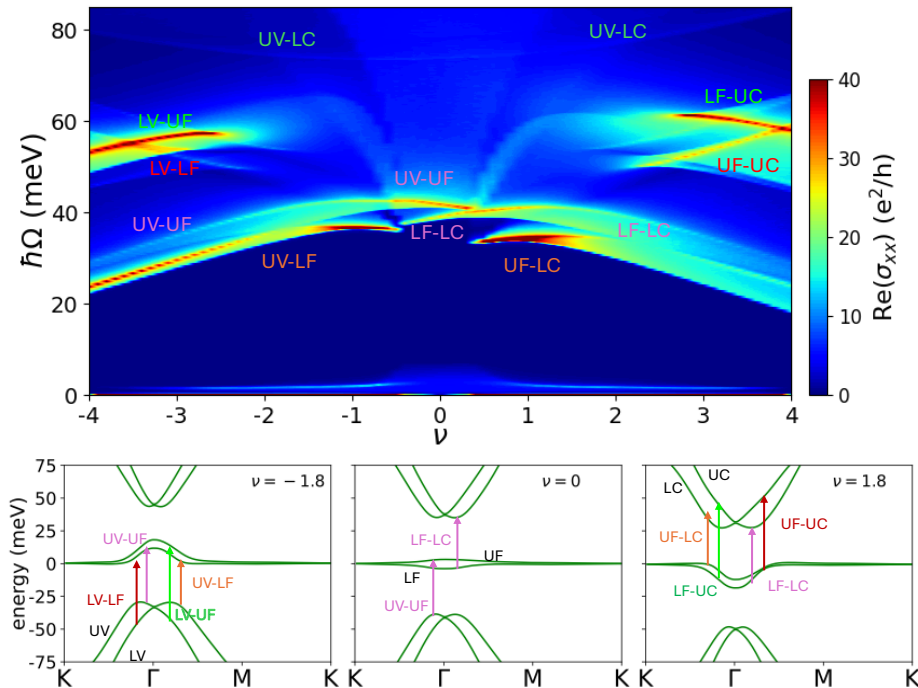 80
60
40
20
0
ℏΩ (meV)
UV-LC
UV-LC
LV-UF
LF-UC
LV-LF
UF-UC
UV-UF
UV-UF
LF-LC
LF-LC
UV-LF
UF-LC
-4 -3 -2 -1 0 1 2 3 4
ν
40
30
20
10
0
Re(σxx) (e²/h)
75
50
25
0
-25
-50
-75
energy (meV)
ν = −1.8
UV-UF
UV-LF
LV-LF
LV-UF
UV
LV
K Γ M K
ν = 0
LF-LC
UF
LF
UV-UF
K Γ M K
LC
UC
ν = 1.8
UF-LC
UF-UC
LF-UC
LF-LC
K Γ M K